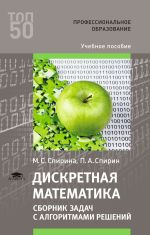 ТОП
50
ПРОФЕССИОНАЛЬНОЕ
ОБРАЗОВАНИЕ
Учебное пособие
М. С. Спирина, П. А. Спирин
ДИСКРЕТНАЯ
МАТЕМАТИКА
СБОРНИК ЗАДАЧ
С АЛГОРИТМАМИ РЕШЕНИЙ